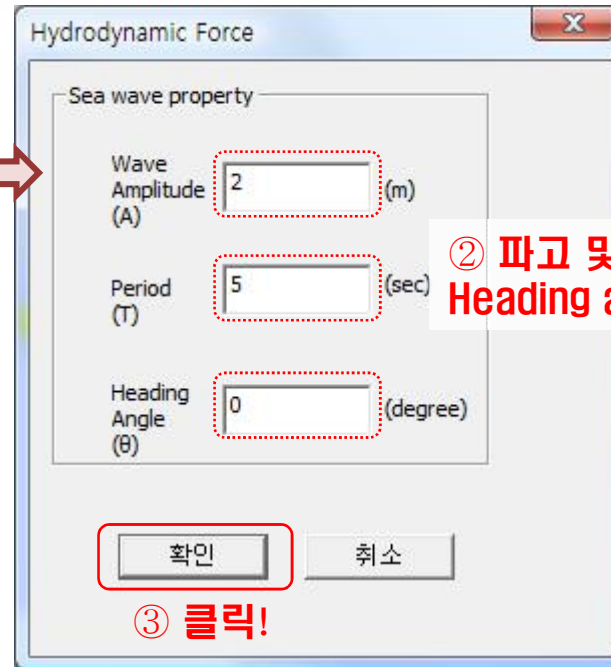 Hydrodynamic Force
Sea wave property
Wave
Amplitude
(A)
2
(m)
Period
(T)
5
(sec)
② 파고 및
Heading a
Heading
Angle
(θ)
0
(degree)
확인
취소
③ 클릭!